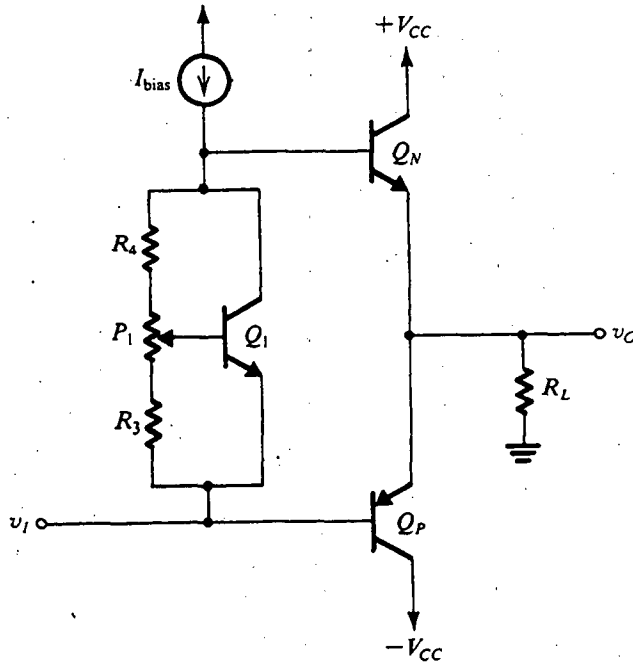 +V_CC
I_bias
Q_N
R_4
P_1
Q_1
v_O
R_L
R_3
v_I
Q_P
−V_CC